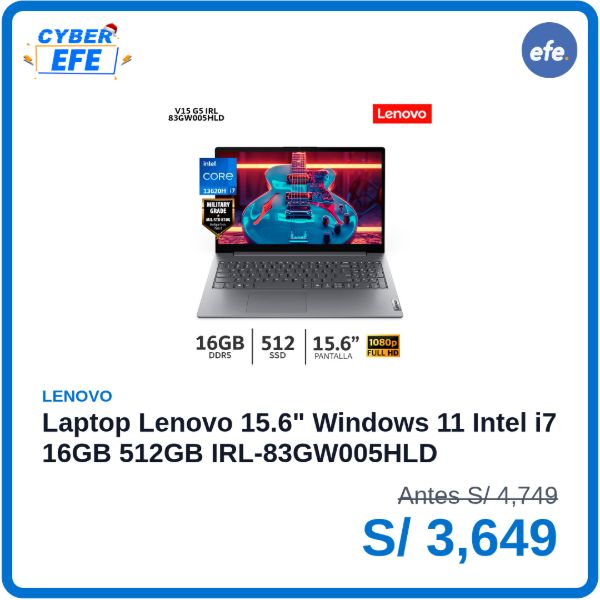 CYBER
EFE
efe.
V15 G5 IRL
83GW005HLD
Lenovo
intel
CORE
13620H i7
MILITARY
GRADE
16GB
DDR5
512
SSD
15.6”
PANTALLA
1080p
FULL HD
LENOVO
Laptop Lenovo 15.6" Windows 11 Intel i7
16GB 512GB IRL-83GW005HLD
Antes S/ 4,749
S/ 3,649